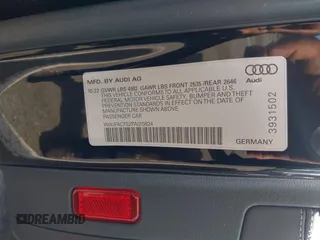 MFD. BY AUDI AG
Audi
10.22 GVWR LBS 4982 GAWR LBS FRONT 2535 /REAR 2646
THIS VEHICLE CONFORMS TO ALL APPLICABLE U.S.
FEDERAL MOTOR VEHICLE SAFETY, BUMPER AND THEFT
PREVENTION STANDARDS IN EFFECT ON THE DATE OF
MANUFACTURE SHOWN ABOVE.
PASSENGER CAR
3931502
GERMANY
DREAMBID